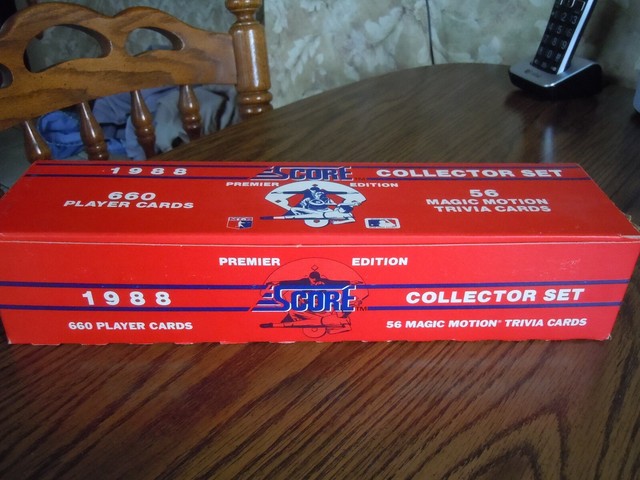 1988 SCORE COLLECTOR SET
PREMIER EDITION
660
PLAYER CARDS
56
MAGIC MOTION
TRIVIA CARDS
PREMIER EDITION
1988 SCORE™ COLLECTOR SET
660 PLAYER CARDS
56 MAGIC MOTION® TRIVIA CARDS